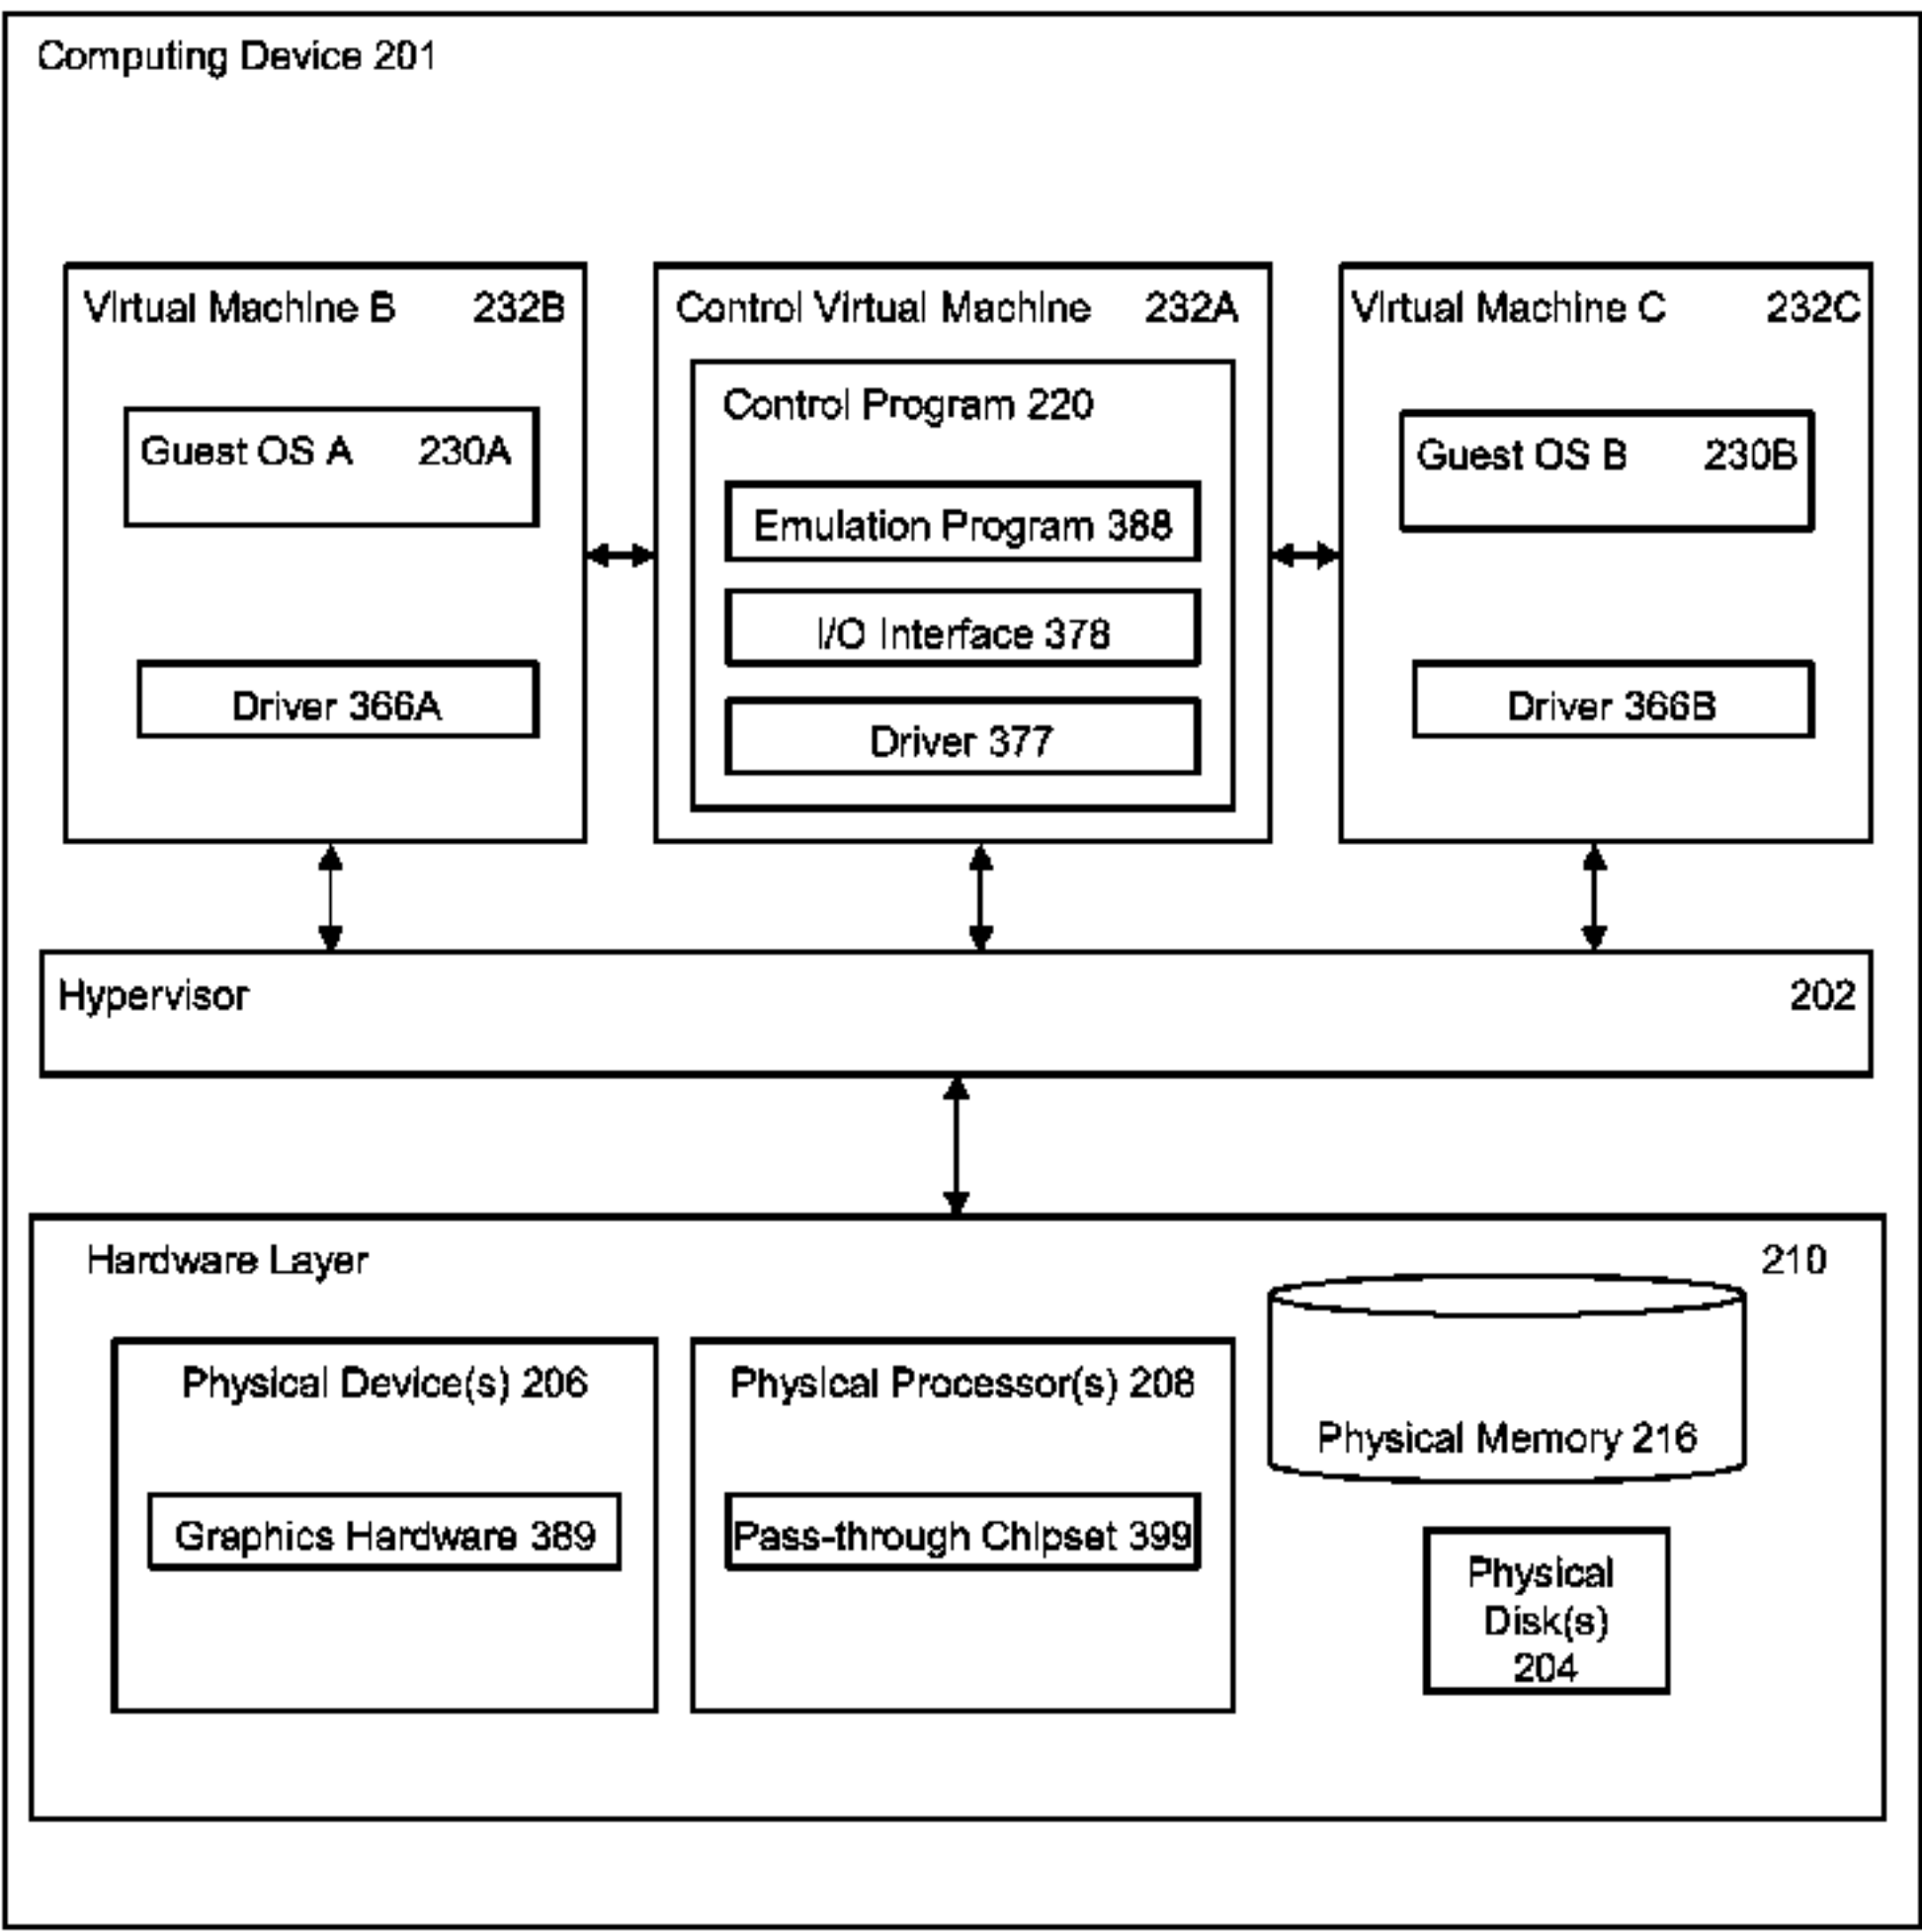 Computing Device 201
Virtual Machine B 232B
Guest OS A 230A
Driver 366A
Control Virtual Machine 232A
Control Program 220
Emulation Program 388
I/O Interface 378
Driver 377
Virtual Machine C 232C
Guest OS B 230B
Driver 366B
Hypervisor 202
Hardware Layer 210
Physical Device(s) 206
Graphics Hardware 389
Physical Processor(s) 208
Pass-through Chipset 399
Physical Memory 216
Physical
Disk(s)
204